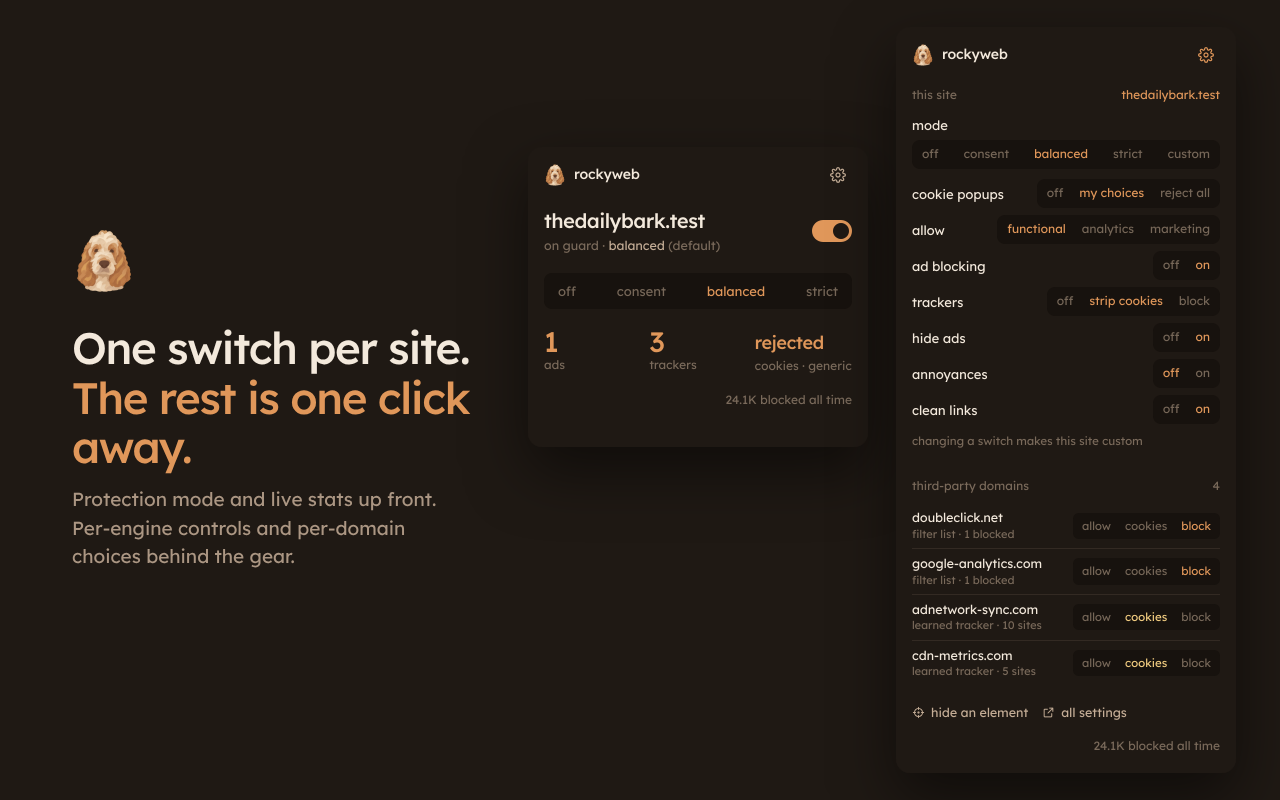 One switch per site.
The rest is one click
away.
Protection mode and live stats up front.
Per-engine controls and per-domain
choices behind the gear.
rockyweb
thedailybark.test
on guard · balanced (default)
off consent balanced strict
1 3 rejected
ads trackers cookies · generic
24.1K blocked all time
rockyweb
this site thedailybark.test
mode
off consent balanced strict custom
cookie popups off my choices reject all
allow functional analytics marketing
ad blocking off on
trackers off strip cookies block
hide ads off on
annoyances off on
clean links off on
changing a switch makes this site custom
third-party domains 4
doubleclick.net allow cookies block
filter list · 1 blocked
google-analytics.com allow cookies block
filter list · 1 blocked
adnetwork-sync.com allow cookies block
learned tracker · 10 sites
cdn-metrics.com allow cookies block
learned tracker · 5 sites
hide an element all settings
24.1K blocked all time